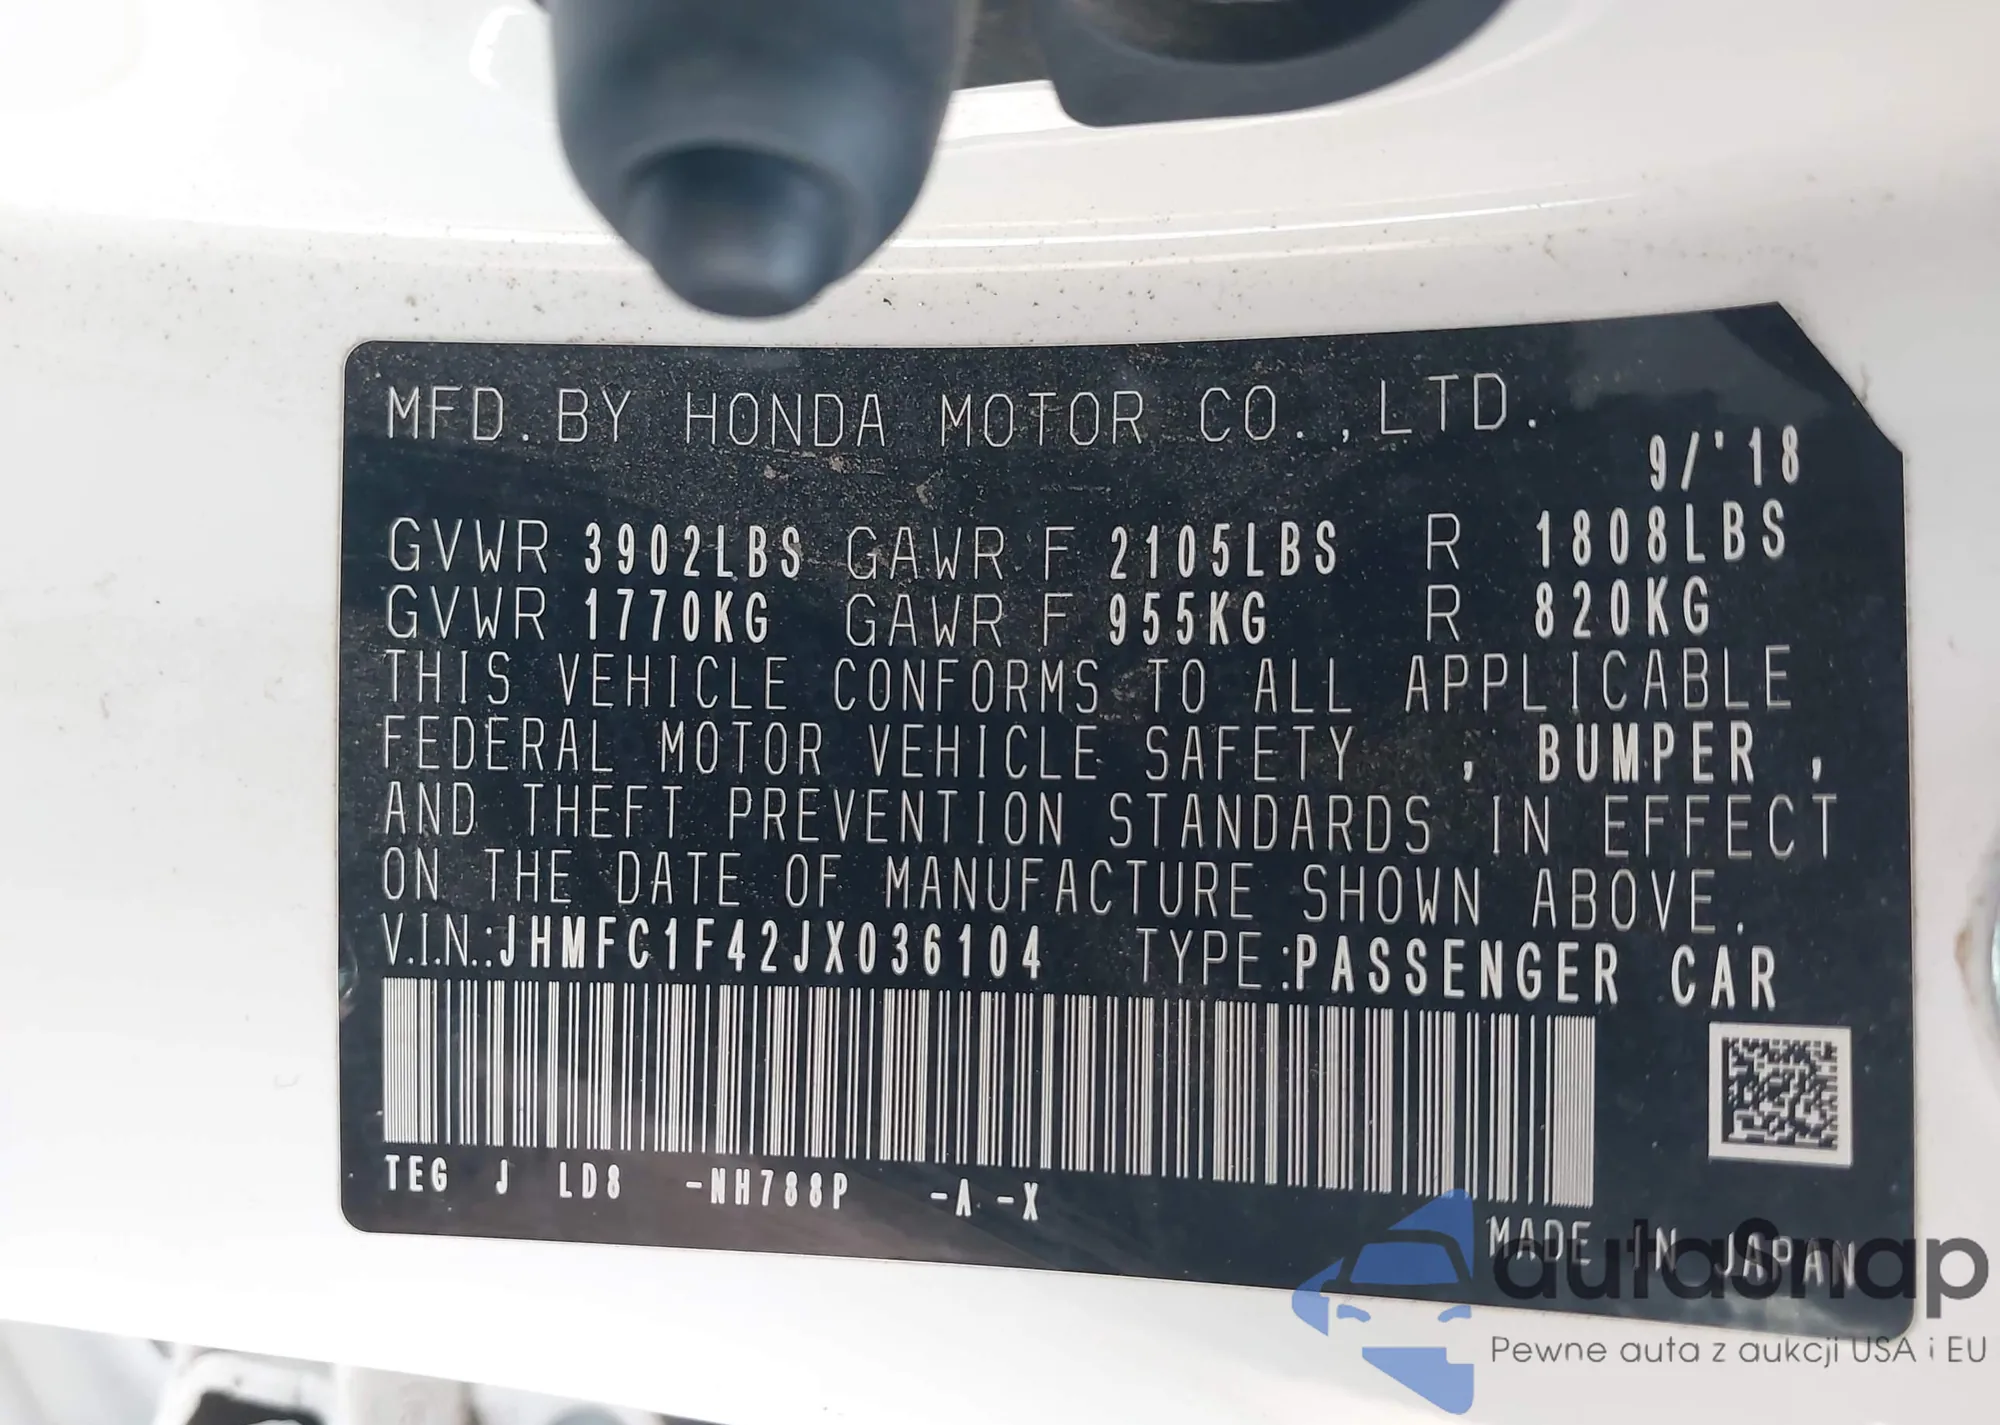 MFD. BY HONDA MOTOR CO., LTD.
9/'18
GVWR 3902LBS GAWR F 2105LBS R 1808LBS
GVWR 1770KG GAWR F 955KG R 820KG
THIS VEHICLE CONFORMS TO ALL APPLICABLE
FEDERAL MOTOR VEHICLE SAFETY , BUMPER ,
AND THEFT PREVENTION STANDARDS IN EFFECT
ON THE DATE OF MANUFACTURE SHOWN ABOVE.
V.I.N.:JHMFC1F42JX036104 TYPE:PASSENGER CAR
TEG J LD8 -NH788P -A -X
MADE IN JAPAN
autaSnap
Pewne auta z aukcji USA i EU